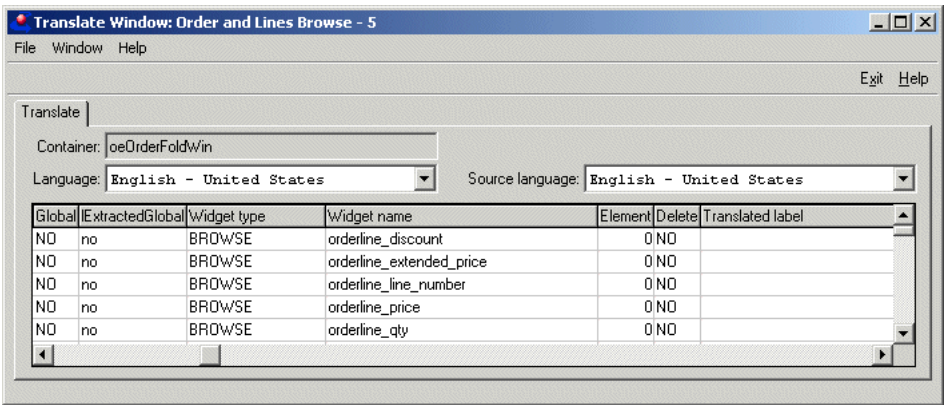 Translate Window: Order and Lines Browse - 5
File Window Help
Exit Help
Translate
Container: oeOrderFoldWin
Language: English - United States Source language: English - United States
Global lExtractedGlobal Widget type Widget name Element Delete Translated label
NO no BROWSE orderline_discount 0 NO
NO no BROWSE orderline_extended_price 0 NO
NO no BROWSE orderline_line_number 0 NO
NO no BROWSE orderline_price 0 NO
NO no BROWSE orderline_qty 0 NO